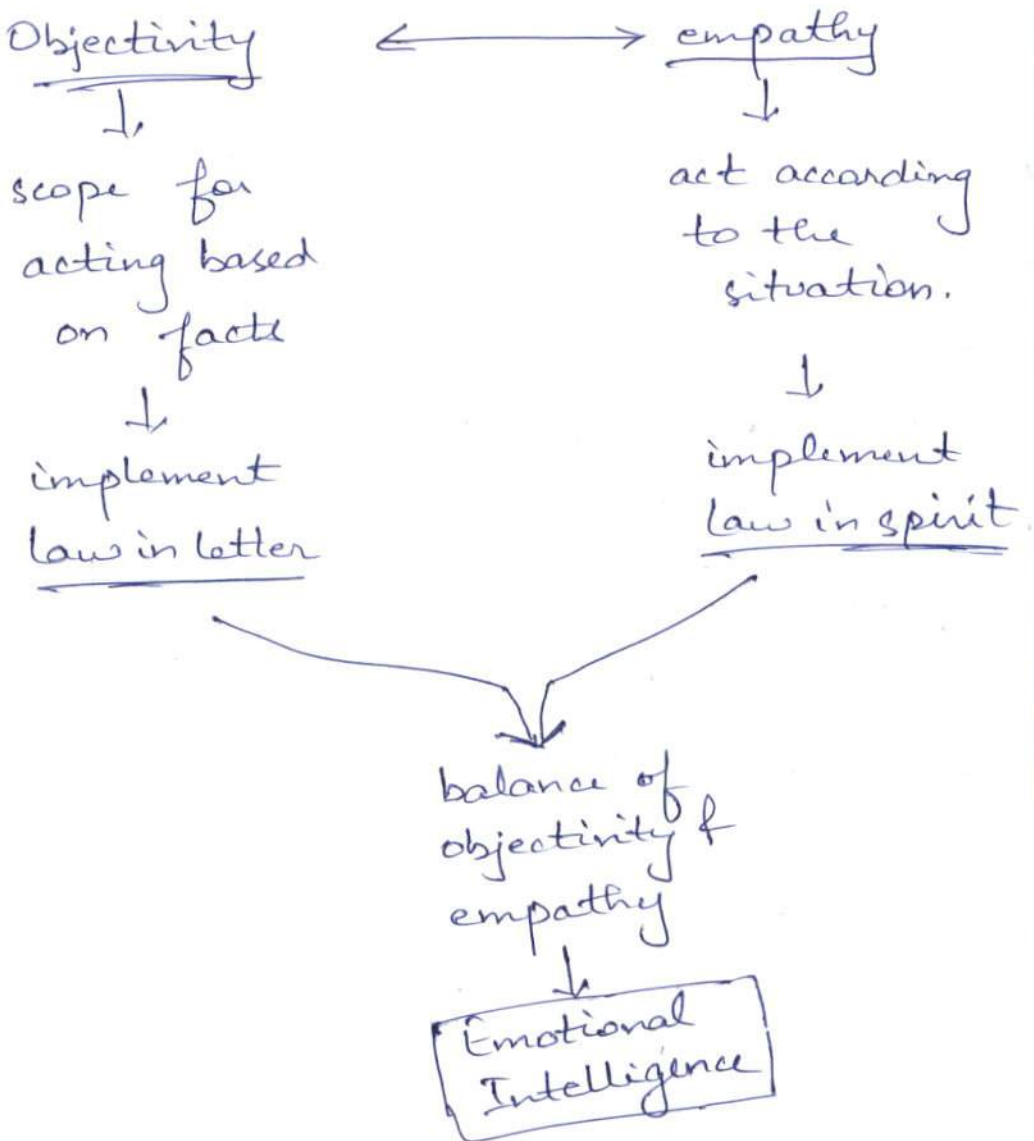 Objectivity
scope for
acting based
on facts
implement
law in letter
empathy
act according
to the
situation.
implement
law in spirit.
balance of
objectivity &
empathy
Emotional
Intelligence